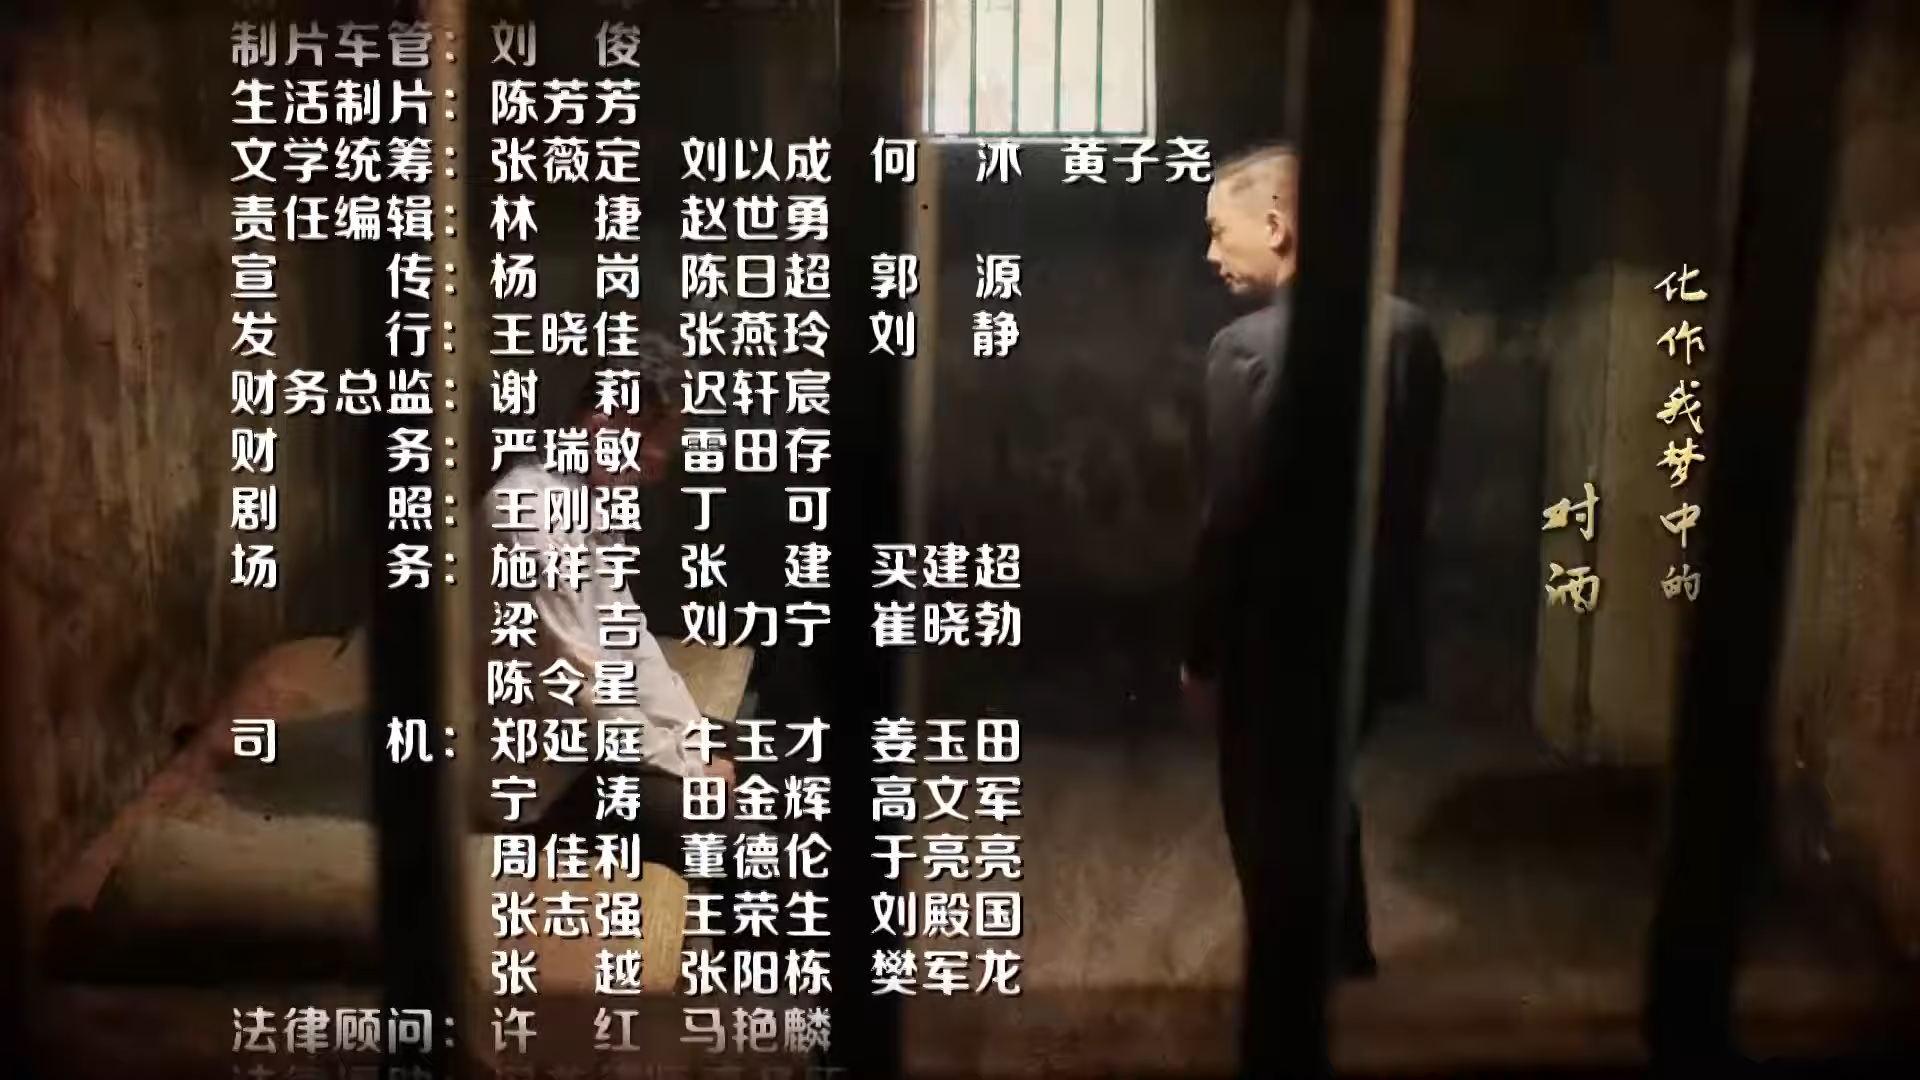 制片车管：刘 俊
生活制片：陈芳芳
文学统筹：张薇定 刘以成 何 沐 黄子尧
责任编辑：林 捷 赵世勇
宣 传：杨 岗 陈日超 郭 源
发 行：王晓佳 张燕玲 刘 静
财务总监：谢 莉 迟轩宸
财 务：严瑞敏 雷田存
剧 照：王刚强 丁 可
场 务：施祥宇 张 建 买建超
梁 吉 刘力宁 崔晓勃
陈令星
司 机：郑延庭 牛玉才 姜玉田
宁 涛 田金辉 高文军
周佳利 董德伦 于亮亮
张志强 王荣生 刘殿国
张 越 张阳栋 樊军龙
法律顾问：许 红 马艳麟
化作我梦中的
对酒